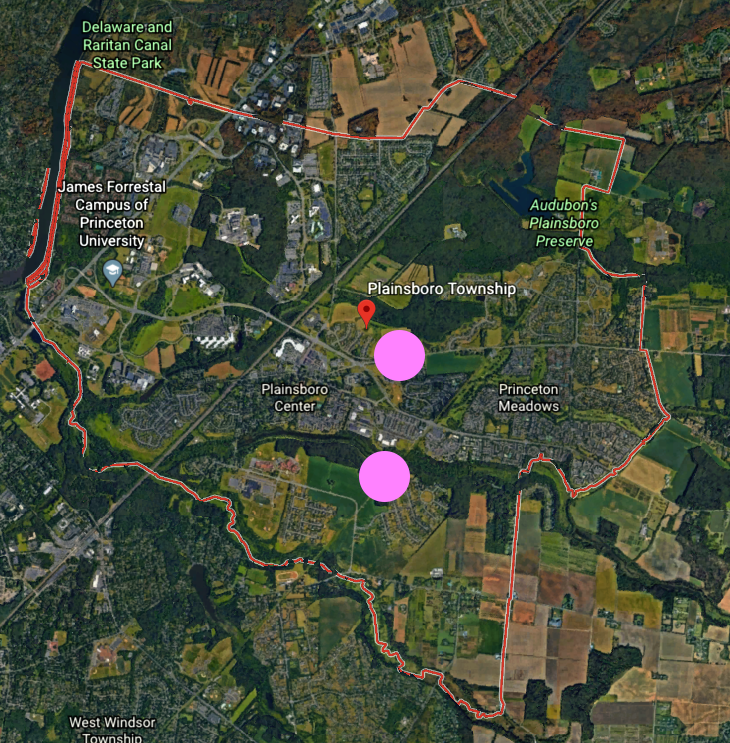 Delaware and
Raritan Canal
State Park
James Forrestal
Campus of
Princeton
University
Audubon's
Plainsboro
Preserve
Plainsboro Township
Plainsboro
Center
Princeton
Meadows
West Windsor
Township